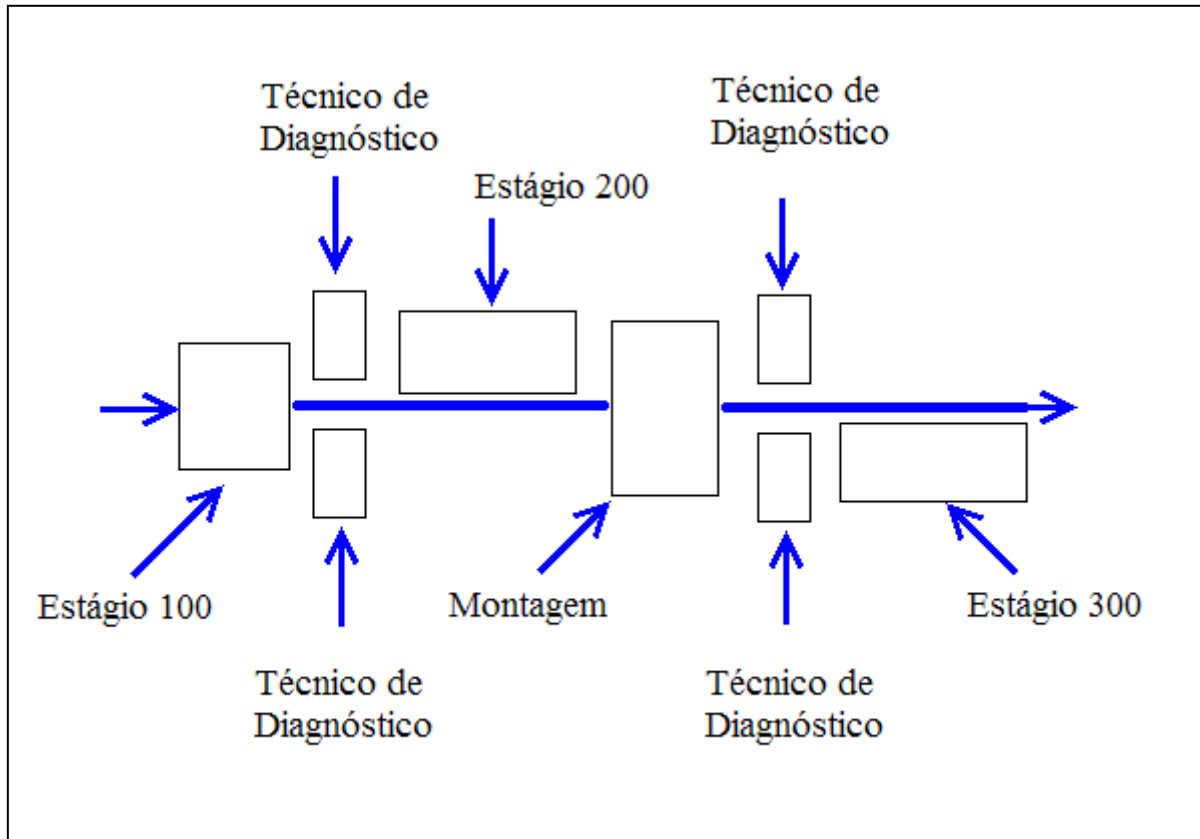 Técnico de
Diagnóstico
Técnico de
Diagnóstico
Estágio 200
Estágio 100
Montagem
Estágio 300
Técnico de
Diagnóstico
Técnico de
Diagnóstico